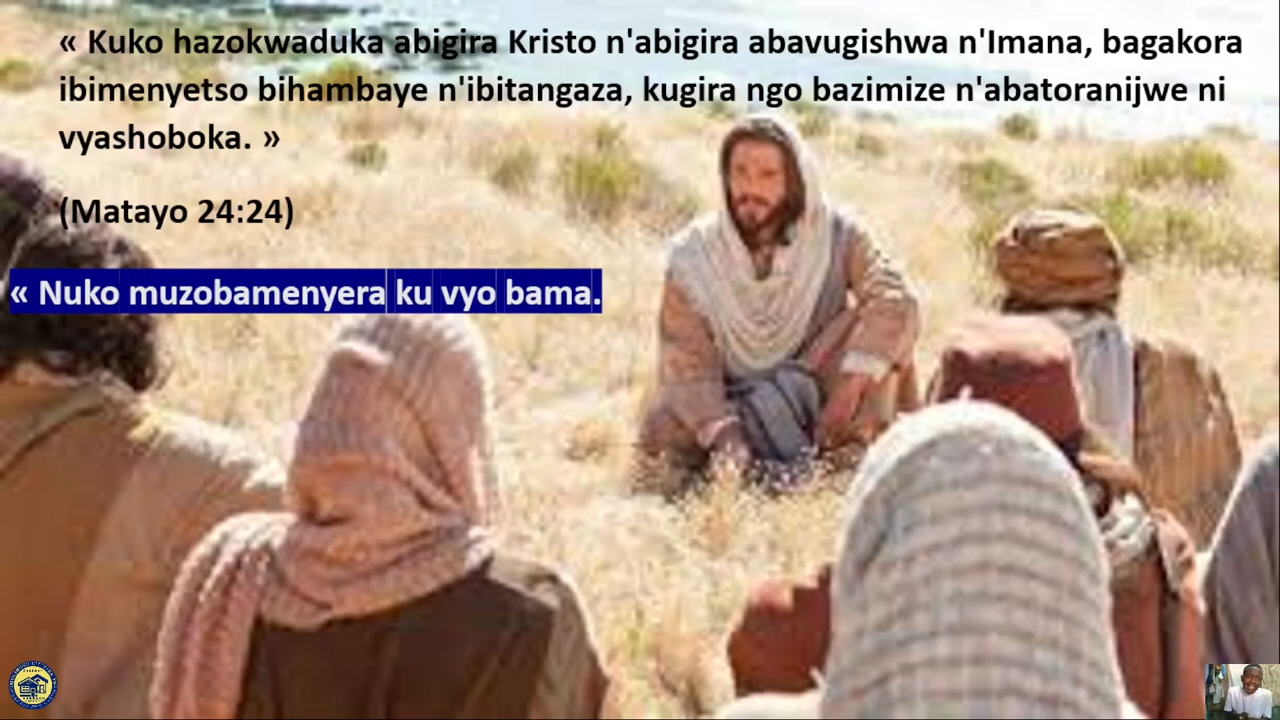 « Kuko hazokwaduka abigira Kristo n'abigira abavugishwa n'Imana, bagakora
ibimenyetso bihambaye n'ibitangaza, kugira ngo bazimize n'abatoranijwe ni
vyashoboka. »
(Matayo 24:24)
« Nuko muzobamenyera ku vyo bama.